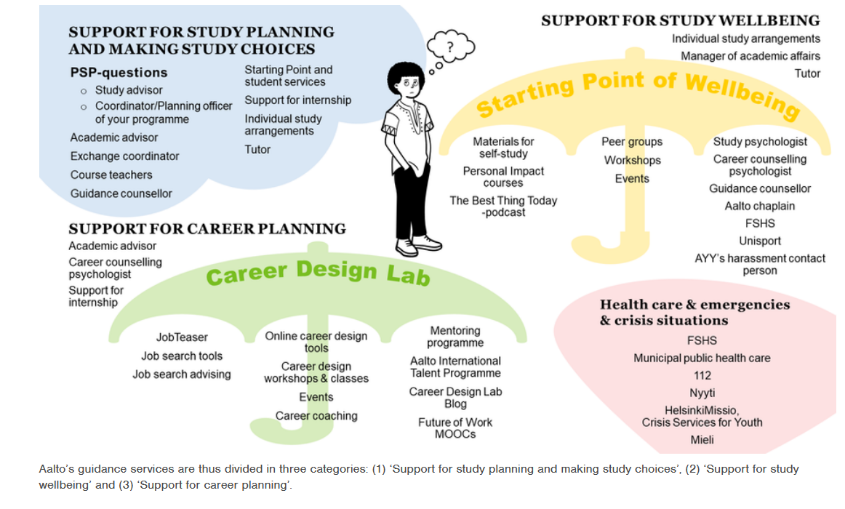 SUPPORT FOR STUDY PLANNING
AND MAKING STUDY CHOICES
PSP-questions
o Study advisor
o Coordinator/Planning officer
of your programme
Academic advisor
Exchange coordinator
Course teachers
Guidance counsellor
Starting Point and
student services
Support for internship
Individual study
arrangements
Tutor
?
SUPPORT FOR STUDY WELLBEING
Individual study arrangements
Manager of academic affairs
Tutor
Starting Point of Wellbeing
Materials for
self-study
Personal Impact
courses
The Best Thing Today
-podcast
Peer groups
Workshops
Events
Study psychologist
Career counselling
psychologist
Guidance counsellor
Aalto chaplain
FSHS
Unisport
AYY's harassment contact
person
SUPPORT FOR CAREER PLANNING
Academic advisor
Career counselling
psychologist
Support for
internship
Career Design Lab
JobTeaser
Job search tools
Job search advising
Online career design
tools
Career design
workshops & classes
Events
Career coaching
Mentoring
programme
Aalto International
Talent Programme
Career Design Lab
Blog
Future of Work
MOOCs
Health care & emergencies
& crisis situations
FSHS
Municipal public health care
112
Nyyti
HelsinkiMissio,
Crisis Services for Youth
Mieli
Aalto's guidance services are thus divided in three categories: (1) 'Support for study planning and making study choices', (2) 'Support for study
wellbeing' and (3) 'Support for career planning'.